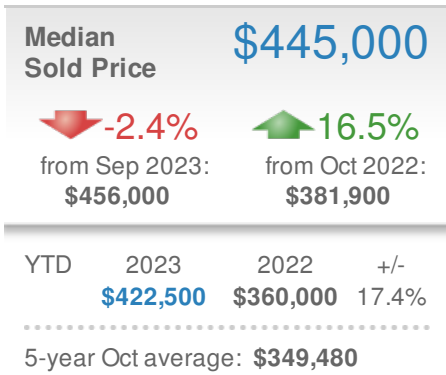 Median $445,000
Sold Price
-2.4% 16.5%
from Sep 2023: from Oct 2022:
$456,000 $381,900
YTD 2023 2022 +/-
$422,500 $360,000 17.4%
5-year Oct average: $349,480